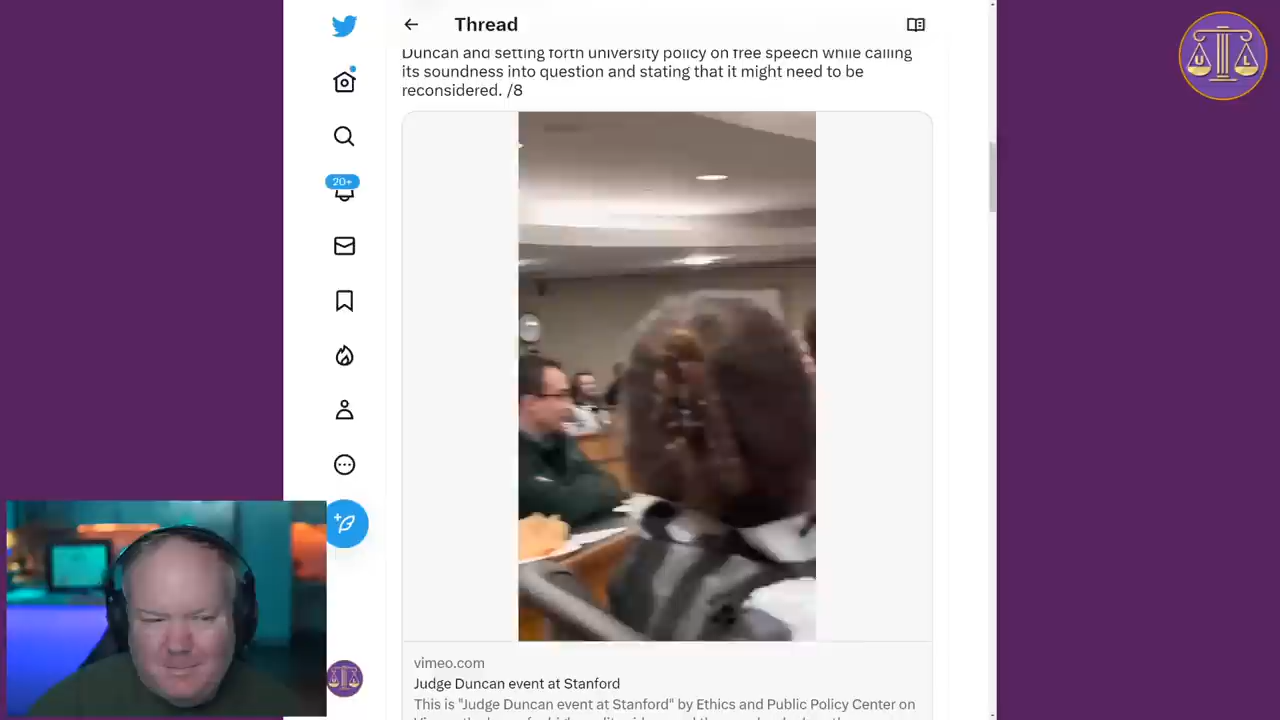 Thread
Duncan and setting forth university policy on free speech while calling
its soundness into question and stating that it might need to be
reconsidered. /8
20+
U L
vimeo.com
Judge Duncan event at Stanford
This is "Judge Duncan event at Stanford" by Ethics and Public Policy Center on